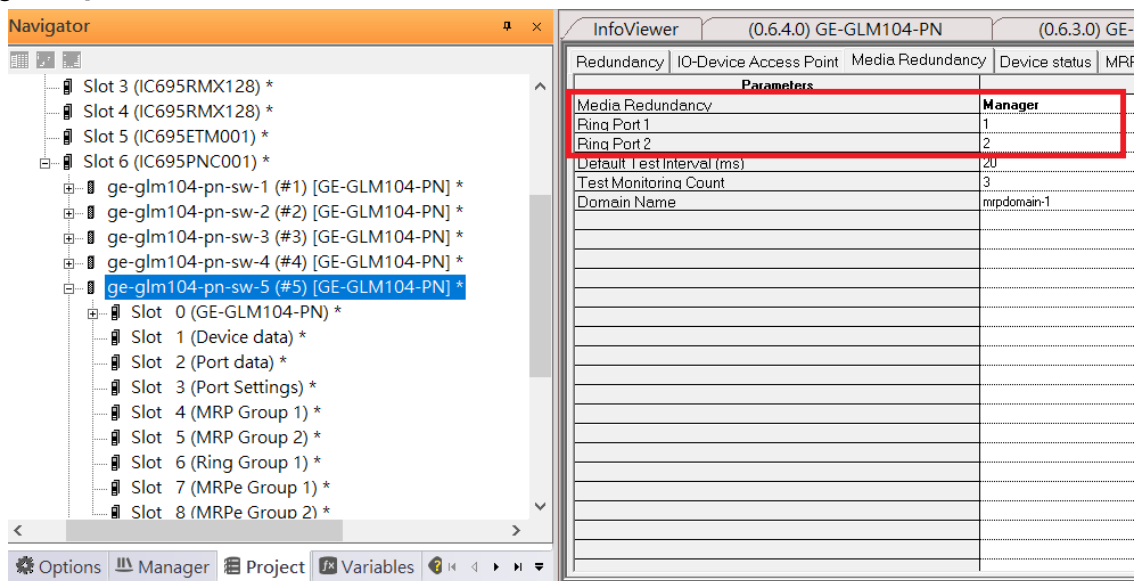 Navigator
Slot 3 (IC695RMX128) *
Slot 4 (IC695RMX128) *
Slot 5 (IC695ETM001) *
Slot 6 (IC695PNC001) *
ge-glm104-pn-sw-1 (#1) [GE-GLM104-PN] *
ge-glm104-pn-sw-2 (#2) [GE-GLM104-PN] *
ge-glm104-pn-sw-3 (#3) [GE-GLM104-PN] *
ge-glm104-pn-sw-4 (#4) [GE-GLM104-PN] *
ge-glm104-pn-sw-5 (#5) [GE-GLM104-PN] *
Slot 0 (GE-GLM104-PN) *
Slot 1 (Device data) *
Slot 2 (Port data) *
Slot 3 (Port Settings) *
Slot 4 (MRP Group 1) *
Slot 5 (MRP Group 2) *
Slot 6 (Ring Group 1) *
Slot 7 (MRPe Group 1) *
Slot 8 (MRPe Group 2) *
Options Manager Project Variables
InfoViewer (0.6.4.0) GE-GLM104-PN (0.6.3.0) GE-
Redundancy IO-Device Access Point Media Redundancy Device status MRP
Parameters
Media Redundancy Manager
Ring Port 1 1
Ring Port 2 2
Default Test Interval (ms) 20
Test Monitoring Count 3
Domain Name mrpdomain-1